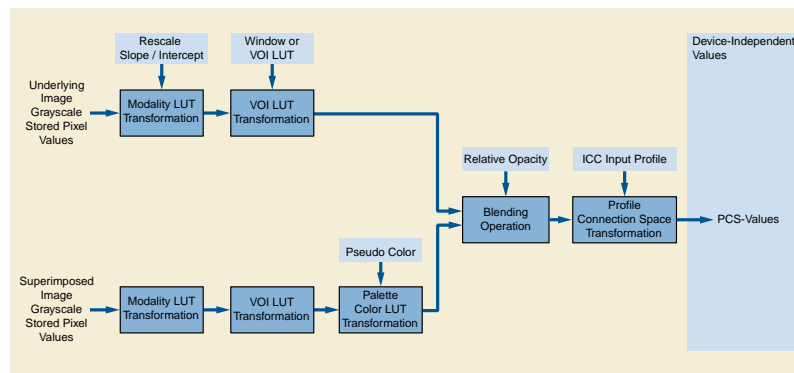 Rescale
Slope / Intercept
Window or
VOI LUT
Device-Independent
Values
Underlying
Image
Grayscale
Stored Pixel
Values
Modality LUT
Transformation
VOI LUT
Transformation
Relative Opacity
ICC Input Profile
Blending
Operation
Profile
Connection Space
Transformation
PCS-Values
Pseudo Color
Superimposed
Image
Grayscale
Stored Pixel
Values
Modality LUT
Transformation
VOI LUT
Transformation
Palette
Color LUT
Transformation